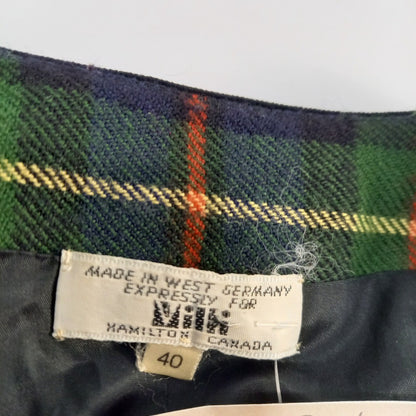 MADE IN WEST GERMANY
EXPRESSLY FOR
HAMILTON CANADA
40